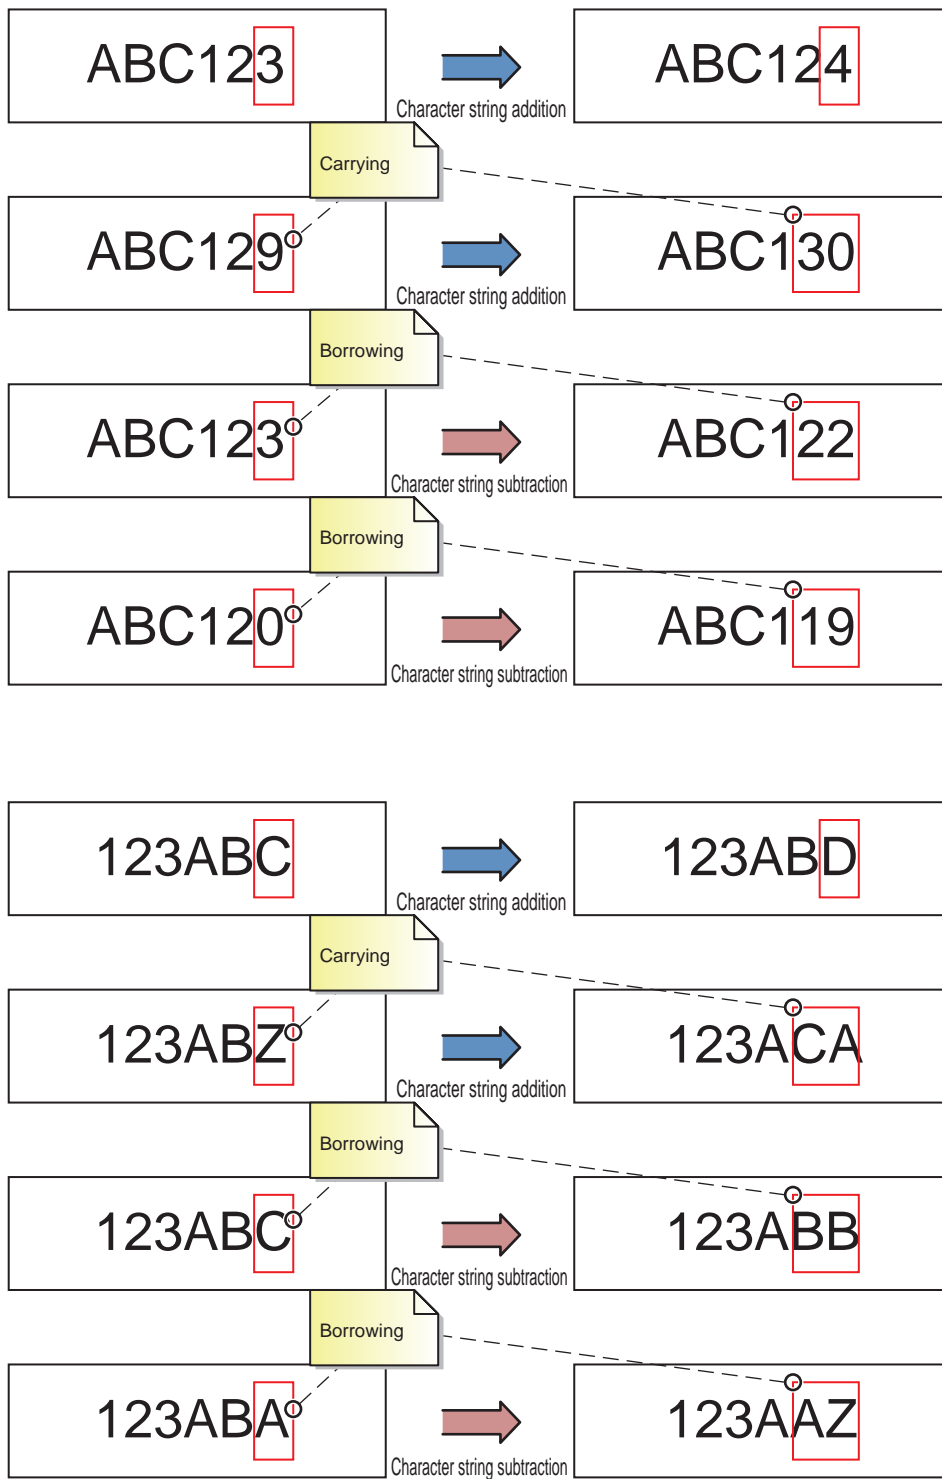 ABC123
ABC124
Character string addition
Carrying
ABC129
ABC130
Character string addition
Borrowing
ABC123
ABC122
Character string subtraction
Borrowing
ABC120
ABC119
Character string subtraction
123ABC
123ABD
Character string addition
Carrying
123ABZ
123ACA
Character string addition
Borrowing
123ABC
123ABB
Character string subtraction
Borrowing
123ABA
123AAZ
Character string subtraction